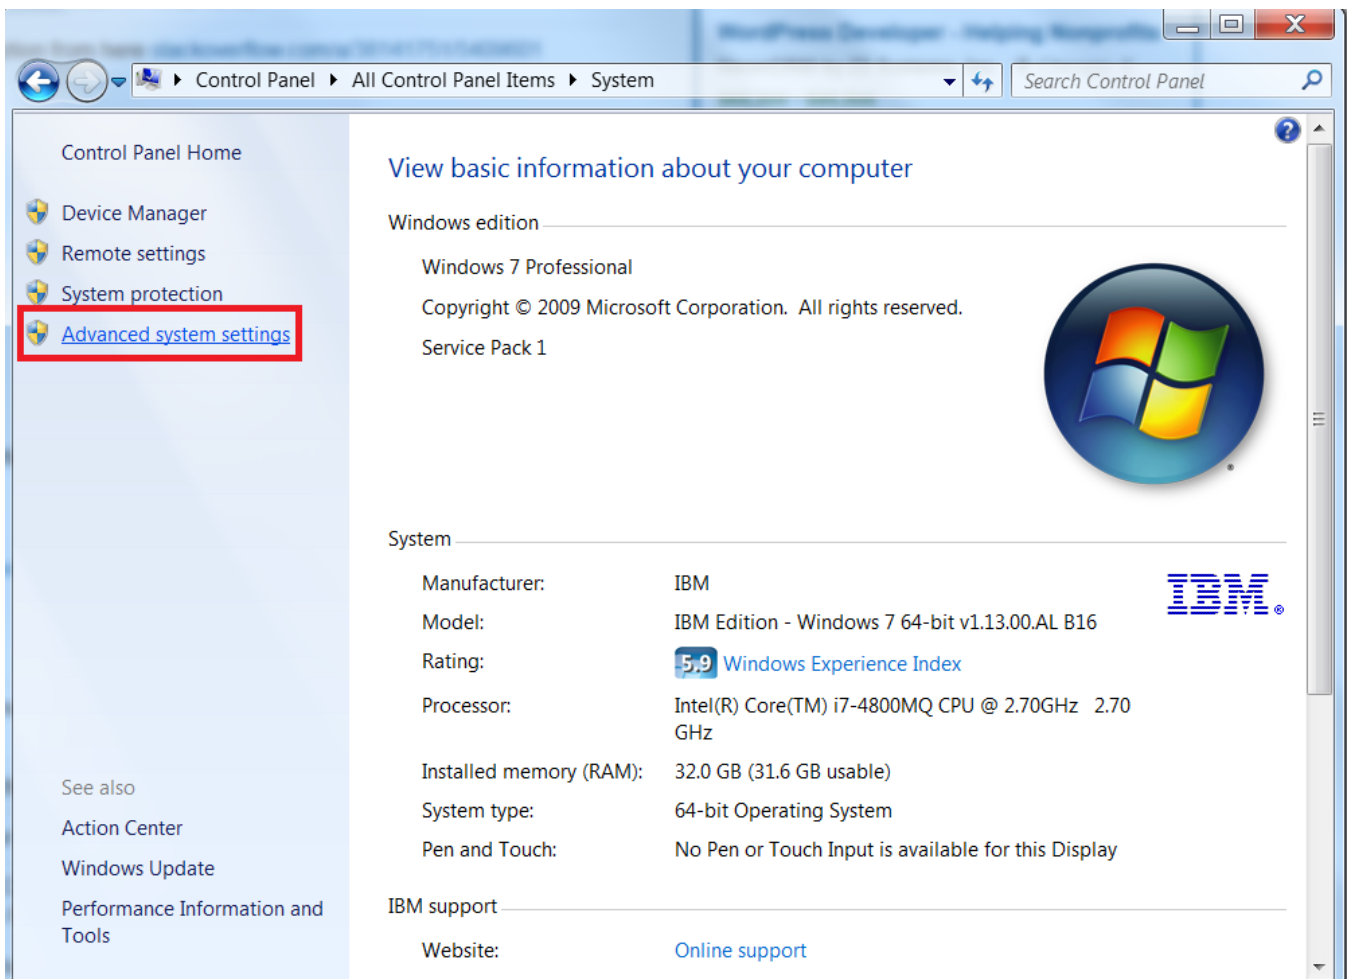 WordPress Developer - Helping Nonprofits
Control Panel All Control Panel Items System Search Control Panel
Control Panel Home
View basic information about your computer
Device Manager
Windows edition
Remote settings
Windows 7 Professional
System protection
Copyright © 2009 Microsoft Corporation. All rights reserved.
Advanced system settings
Service Pack 1
System
Manufacturer: IBM
IBM®
Model: IBM Edition - Windows 7 64-bit v1.13.00.AL B16
Rating: 5.9 Windows Experience Index
Processor: Intel(R) Core(TM) i7-4800MQ CPU @ 2.70GHz 2.70
GHz
Installed memory (RAM): 32.0 GB (31.6 GB usable)
System type: 64-bit Operating System
Pen and Touch: No Pen or Touch Input is available for this Display
See also
Action Center
Windows Update
Performance Information and
Tools
IBM support
Website: Online support